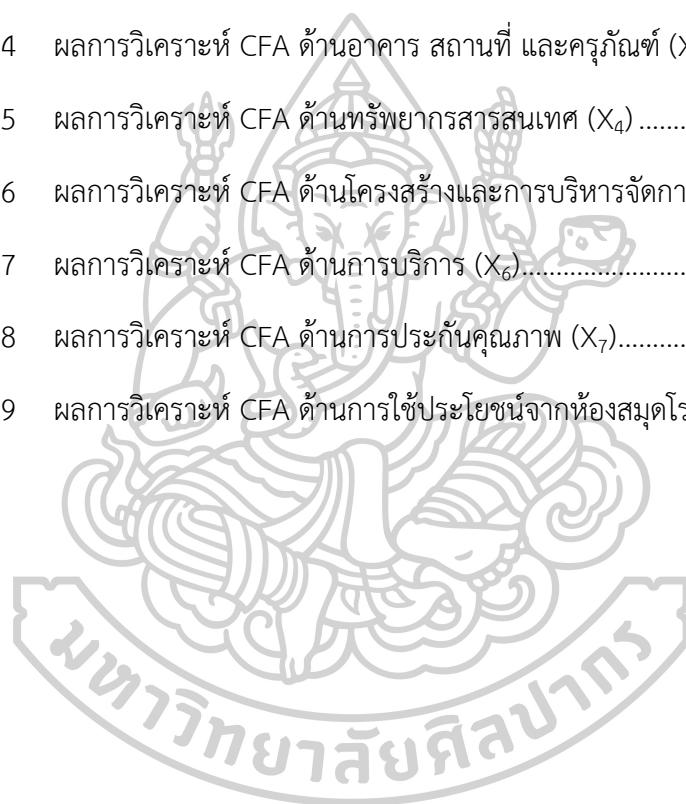 4 ผลการวิเคราะห์ CFA ด้านอาคาร สถานที่ และครุภัณฑ์ (X
5 ผลการวิเคราะห์ CFA ด้านทรัพยากรสารสนเทศ (X₄) .......
6 ผลการวิเคราะห์ CFA ด้านโครงสร้างและการบริหารจัดกา
7 ผลการวิเคราะห์ CFA ด้านการบริการ (X₆)........................
8 ผลการวิเคราะห์ CFA ด้านการประกันคุณภาพ (X₇)..........
9 ผลการวิเคราะห์ CFA ด้านการใช้ประโยชน์จากห้องสมุดโร
มหาวิทยาลัยศิลปากร